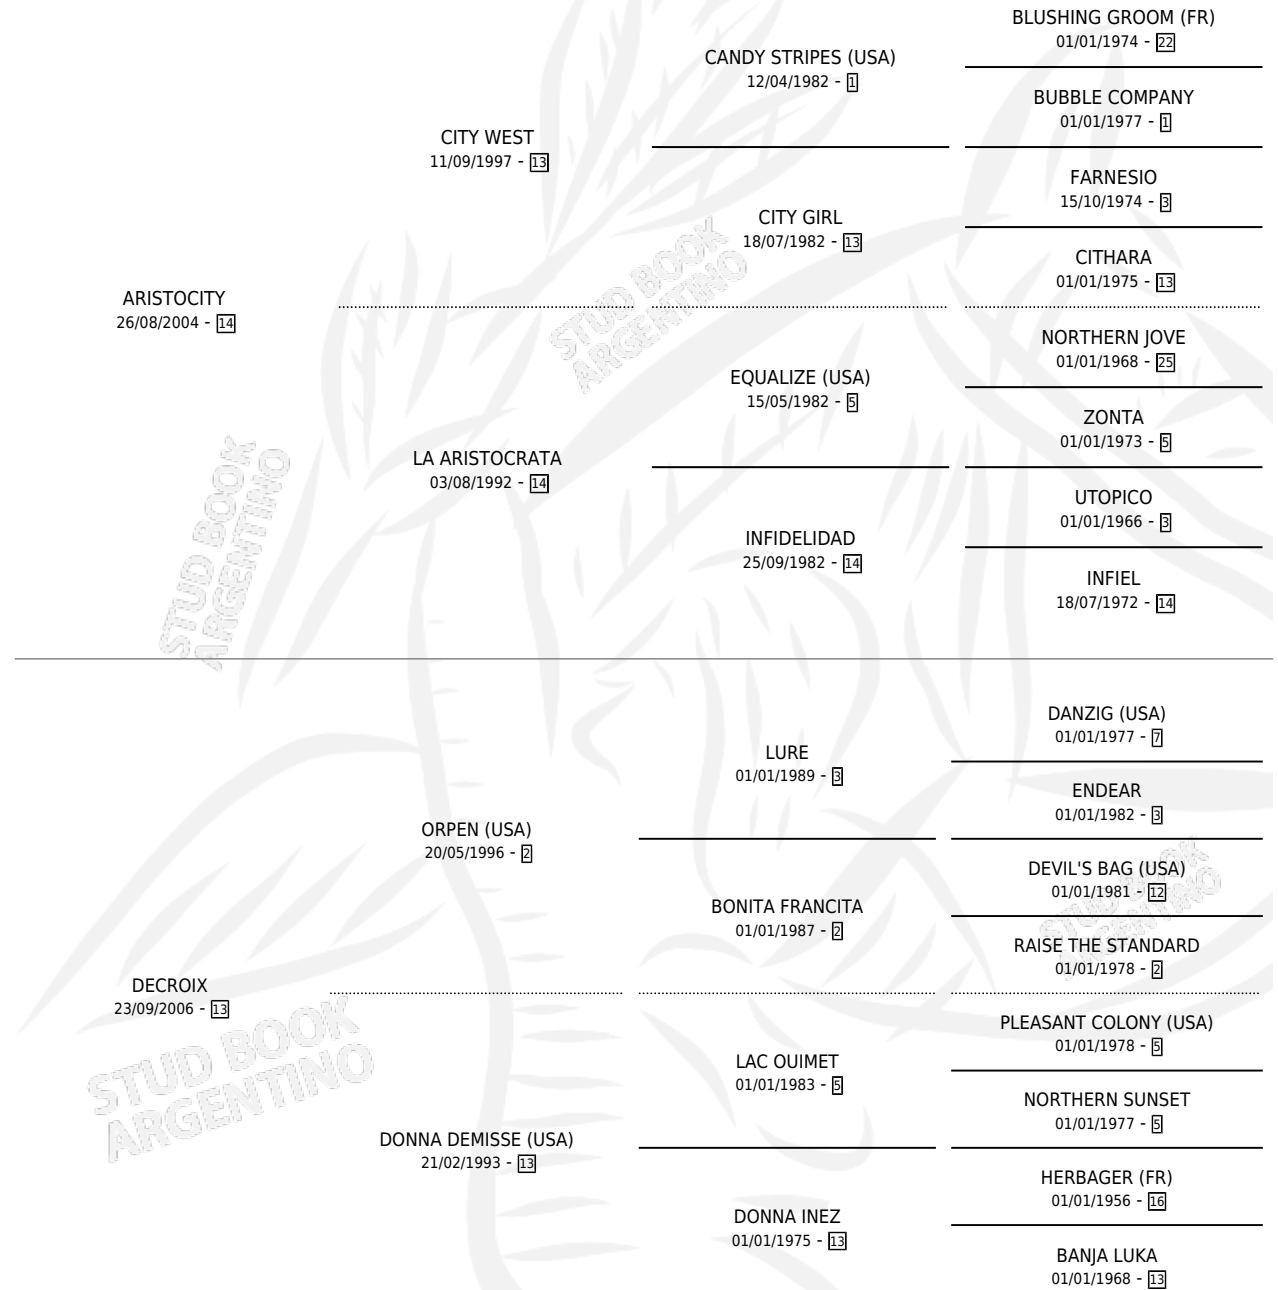 BLUSHING GROOM (FR)
01/01/1974 - 22
CANDY STRIPES (USA)
12/04/1982 - 1
BUBBLE COMPANY
01/01/1977 - 1
CITY WEST
11/09/1997 - 13
FARNESIO
15/10/1974 - 3
CITY GIRL
18/07/1982 - 13
CITHARA
01/01/1975 - 13
ARISTOCITY
26/08/2004 - 14
NORTHERN JOVE
01/01/1968 - 25
EQUALIZE (USA)
15/05/1982 - 5
ZONTA
01/01/1973 - 5
LA ARISTOCRATA
03/08/1992 - 14
UTOPICO
01/01/1966 - 3
INFIDELIDAD
25/09/1982 - 14
INFIEL
18/07/1972 - 14
STUD BOOK
ARGENTINO
STUD BOOK
ARGENTINO
DANZIG (USA)
01/01/1977 - 7
LURE
01/01/1989 - 3
ENDEAR
01/01/1982 - 3
ORPEN (USA)
20/05/1996 - 2
DEVIL'S BAG (USA)
01/01/1981 - 12
BONITA FRANCITA
01/01/1987 - 2
RAISE THE STANDARD
01/01/1978 - 2
STUD BOOK
ARGENTINO
DECROIX
23/09/2006 - 13
PLEASANT COLONY (USA)
01/01/1978 - 5
LAC OUIMET
01/01/1983 - 5
NORTHERN SUNSET
01/01/1977 - 5
STUD BOOK
ARGENTINO
DONNA DEMISSE (USA)
21/02/1993 - 13
HERBAGER (FR)
01/01/1956 - 16
DONNA INEZ
01/01/1975 - 13
BANJA LUKA
01/01/1968 - 13